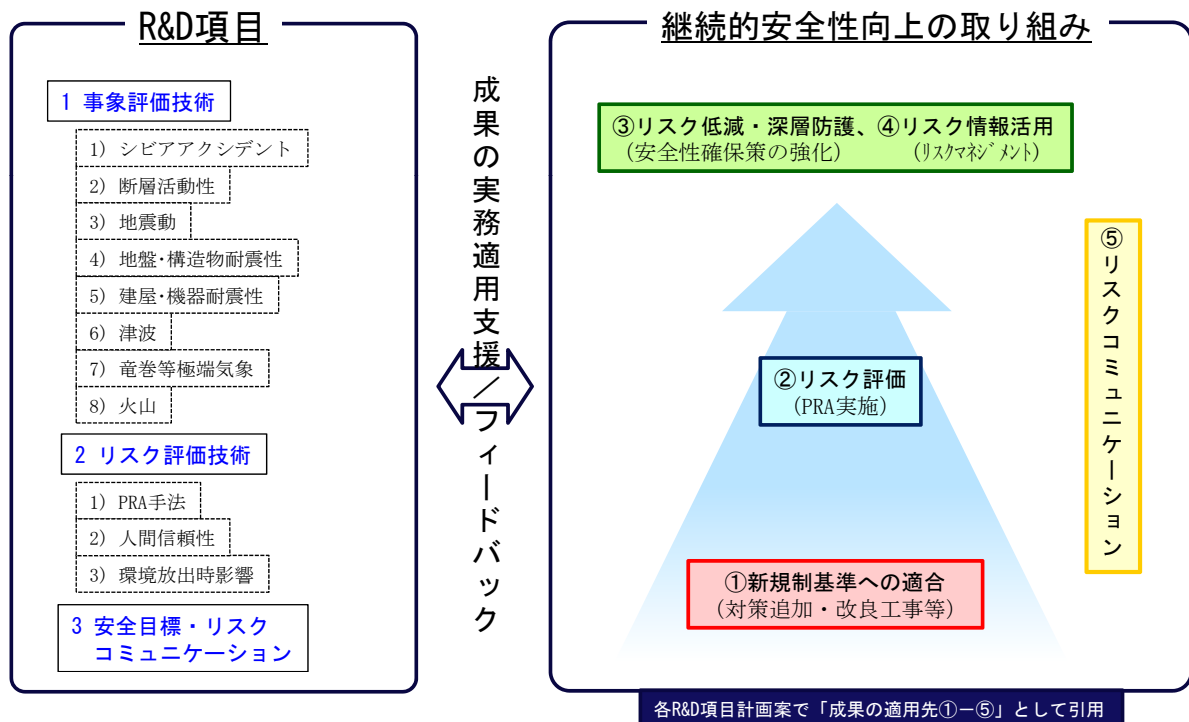 R&D項目
1 事象評価技術
1) シビアアクシデント
2) 断層活動性
3) 地震動
4) 地盤・構造物耐震性
5) 建屋・機器耐震性
6) 津波
7) 竜巻等極端気象
8) 火山
2 リスク評価技術
1) PRA手法
2) 人間信頼性
3) 環境放出時影響
3 安全目標・リスク
コミュニケーション
成果の実務適用支援／フィードバック
継続的安全性向上の取り組み
③リスク低減・深層防護、④リスク情報活用
(安全性確保策の強化) (ﾘｽｸﾏﾈｼﾞﾒﾝﾄ)
②リスク評価
(PRA実施)
①新規制基準への適合
(対策追加・改良工事等)
⑤リスクコミュニケーション
各R&D項目計画案で「成果の適用先①－⑤」として引用